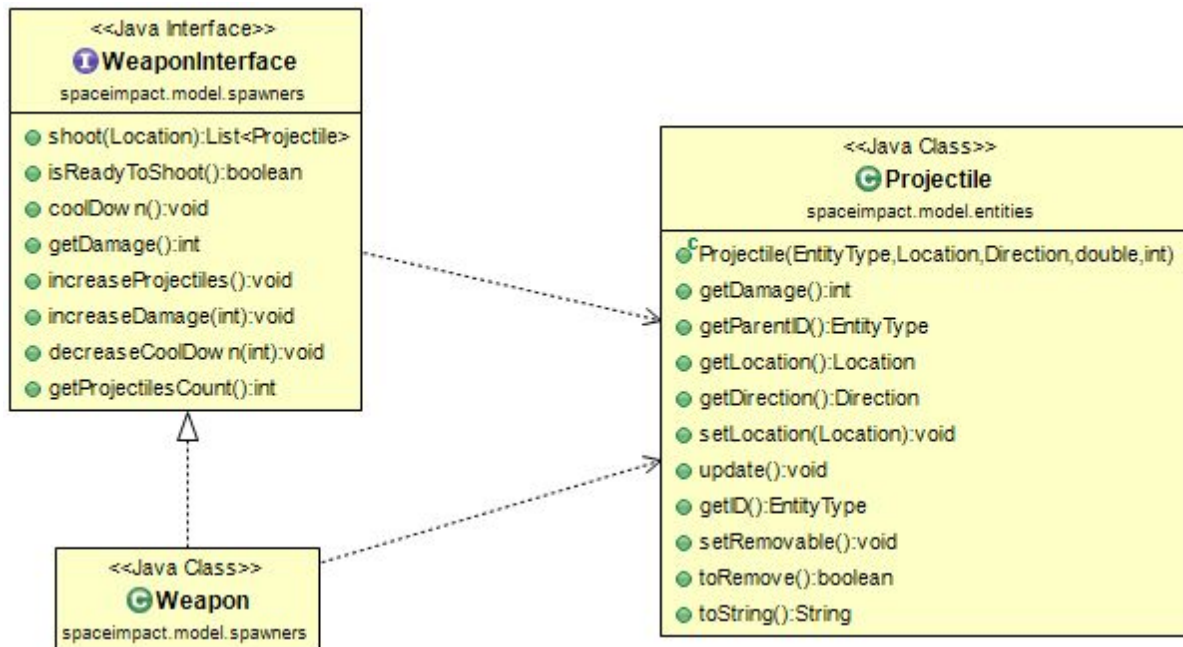 <<Java Interface>>
I WeaponInterface
spaceimpact.model.spawners
shoot(Location):List<Projectile>
isReadyToShoot():boolean
coolDown():void
getDamage():int
increaseProjectiles():void
increaseDamage(int):void
decreaseCoolDown(int):void
getProjectilesCount():int
<<Java Class>>
C Projectile
spaceimpact.model.entities
C Projectile(EntityType,Location,Direction,double,int)
getDamage():int
getParentID():EntityType
getLocation():Location
getDirection():Direction
setLocation(Location):void
update():void
getID():EntityType
setRemovable():void
toRemove():boolean
toString():String
<<Java Class>>
C Weapon
spaceimpact.model.spawners